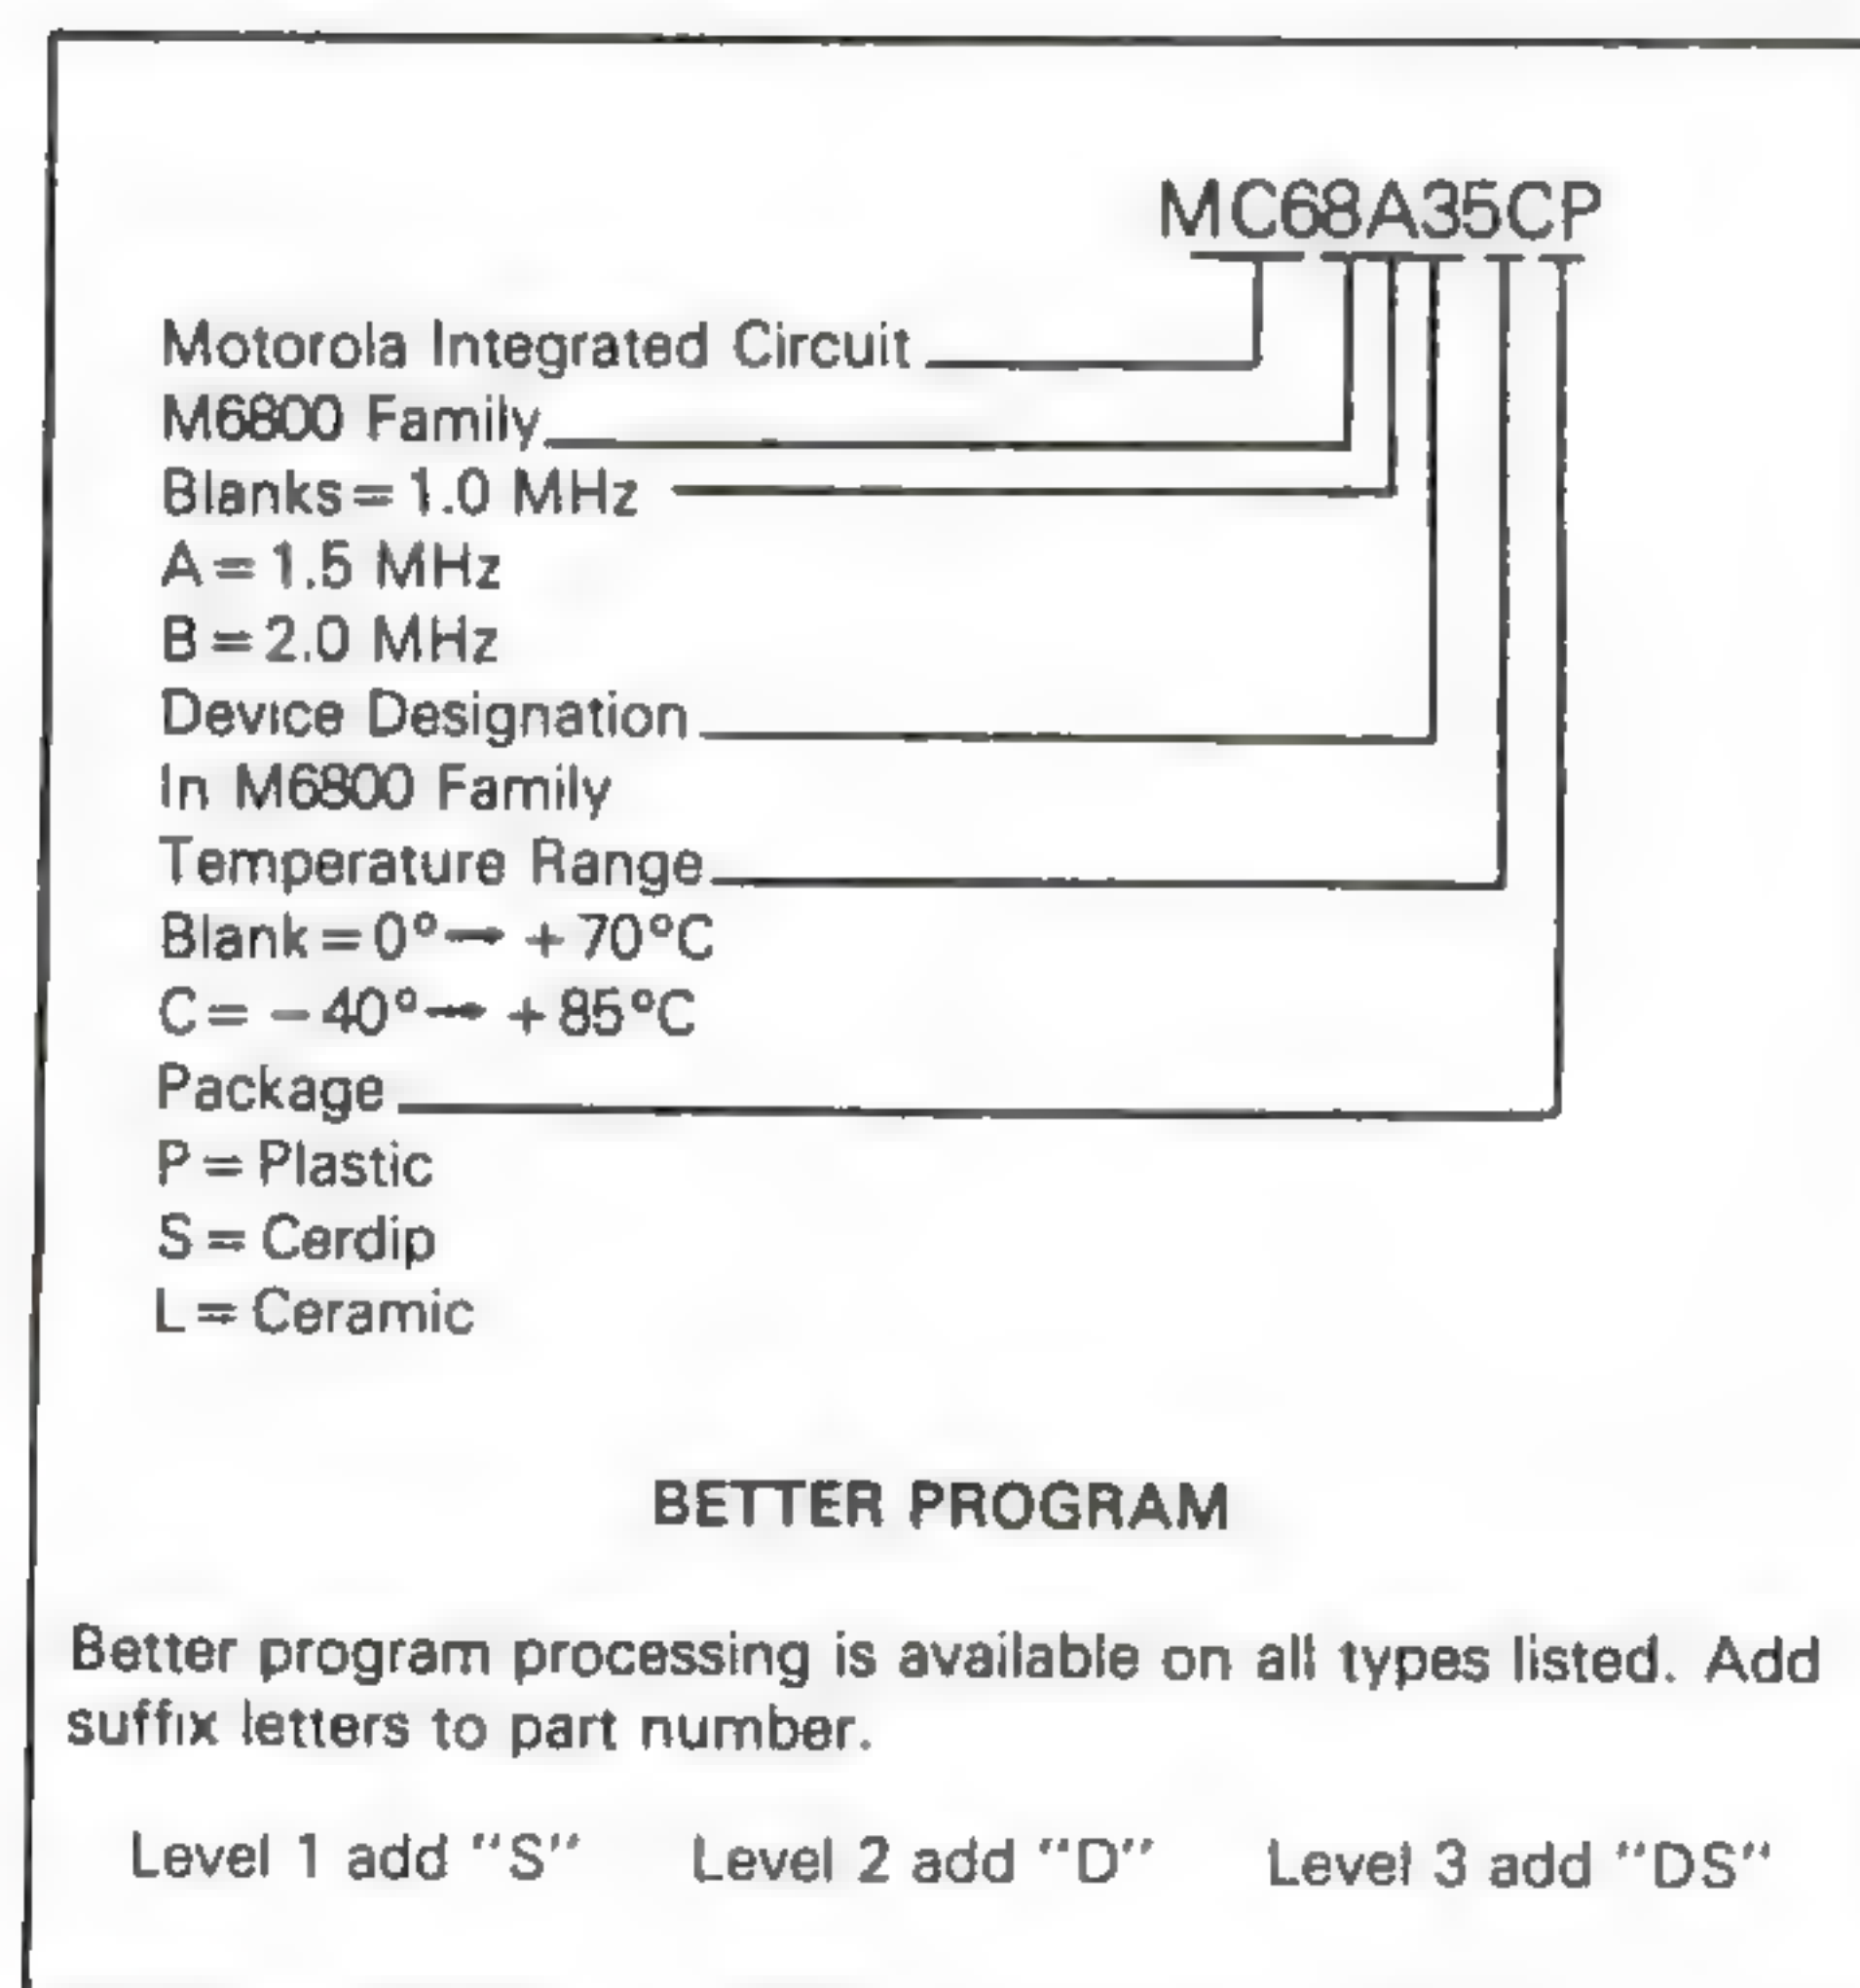 MC68A35CP
Motorola Integrated Circuit
M6800 Family
Blanks=1.0 MHz
A=1.5 MHz
B=2.0 MHz
Device Designation
In M6800 Family
Temperature Range
Blank=0°→ +70°C
C= −40°→ +85°C
Package
P=Plastic
S=Cerdip
L=Ceramic
BETTER PROGRAM
Better program processing is available on all types listed. Add
suffix letters to part number.
Level 1 add "S" Level 2 add "D" Level 3 add "DS"